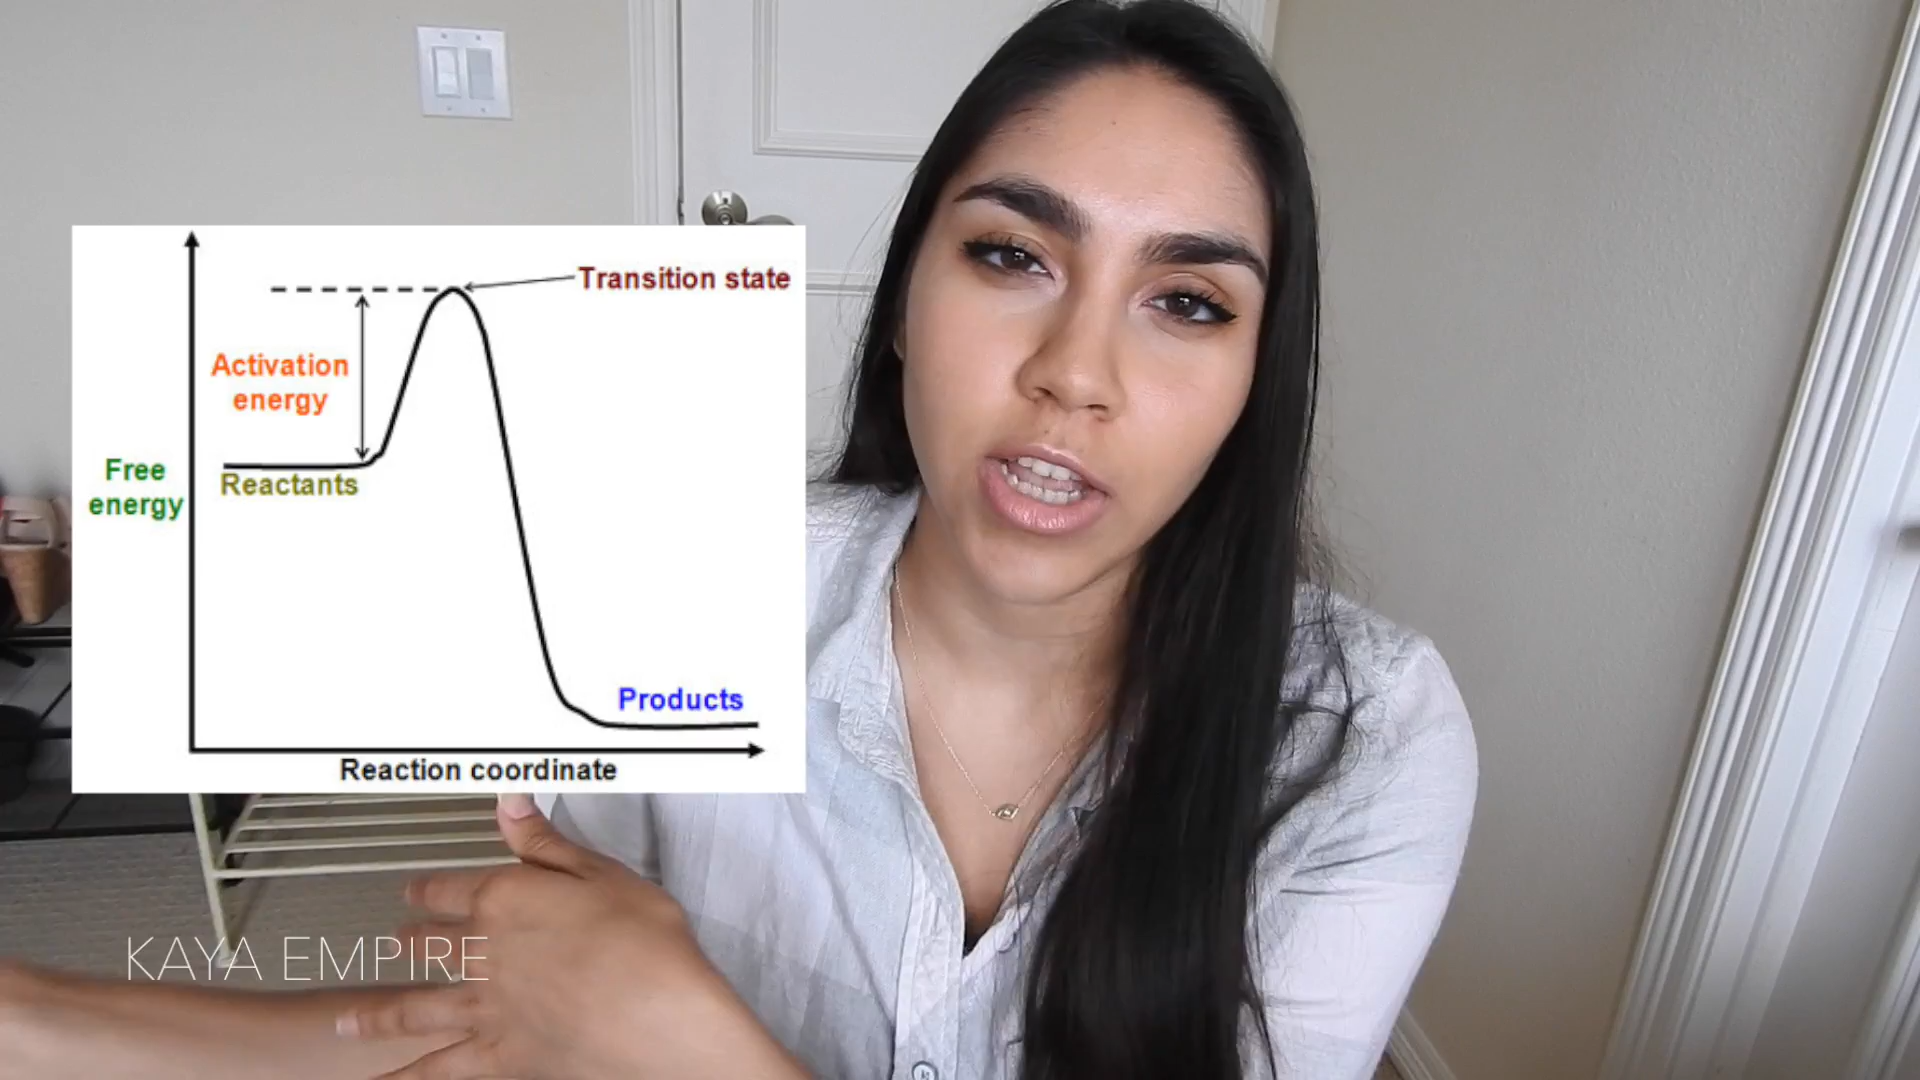 Transition state
Activation
energy
Free
energy
Reactants
Products
Reaction coordinate
KAYA EMPIRE